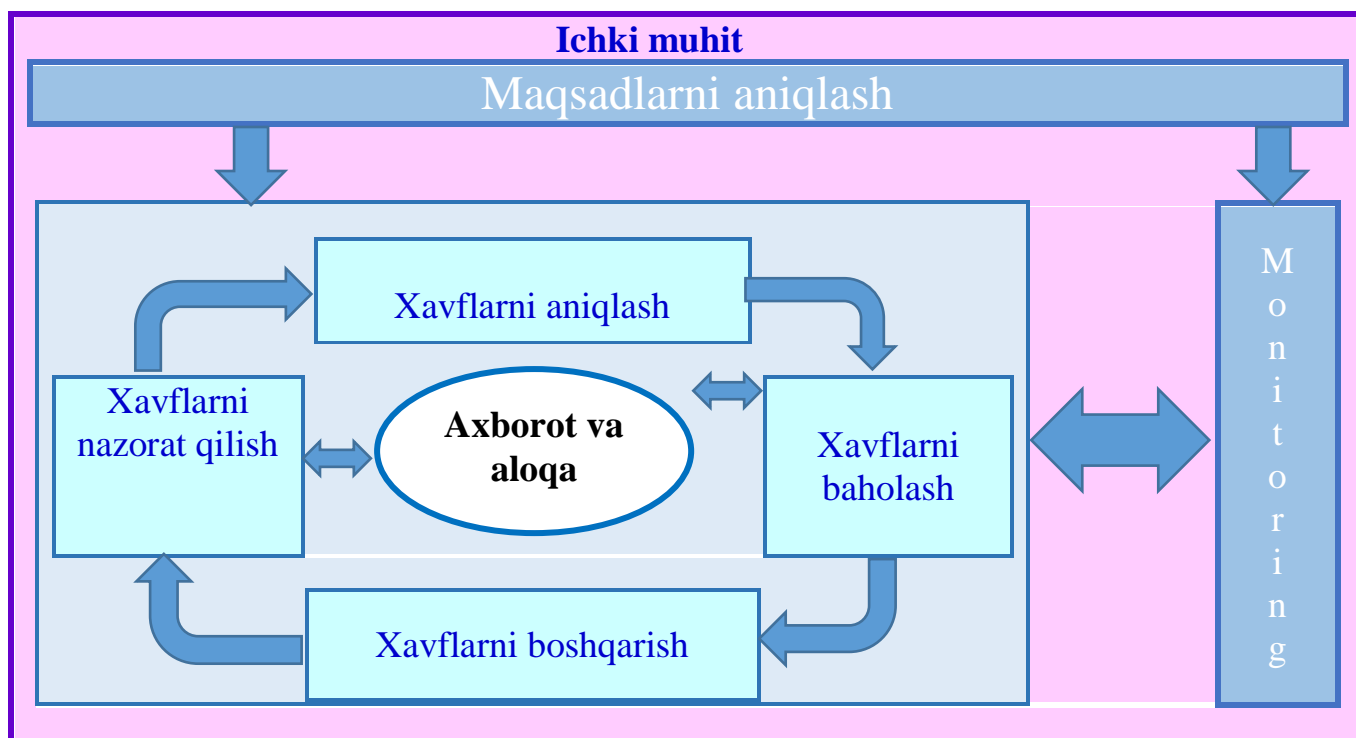 Ichki muhit
Maqsadlarni aniqlash
Xavflarni aniqlash
Xavflarni
nazorat qilish
Axborot va
aloqa
Xavflarni
baholash
Xavflarni boshqarish
M
o
n
i
t
o
r
i
n
g